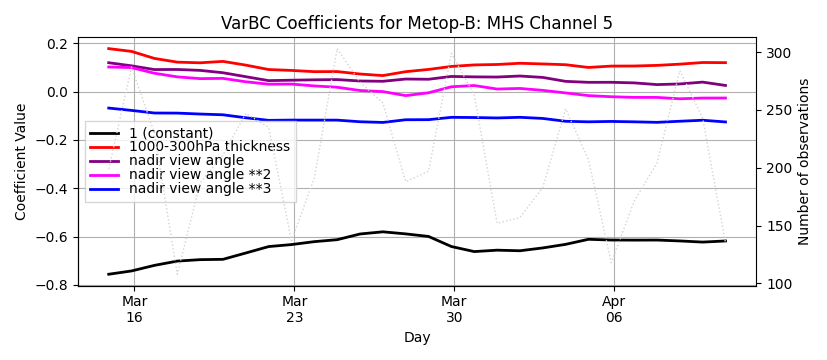 VarBC Coefficients for Metop-B: MHS Channel 5
Coefficient Value
0.2
0.0
−0.2
−0.4
−0.6
−0.8
1 (constant)
1000-300hPa thickness
nadir view angle
nadir view angle **2
nadir view angle **3
300
250
200
150
100
Number of observations
Mar
16
Mar
23
Mar
30
Apr
06
Day